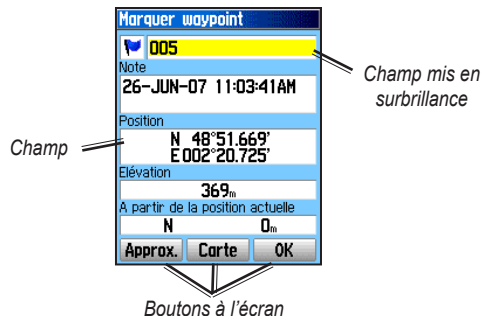 Marquer waypoint
005
Champ mis en
surbrillance
Note
26-JUN-07 11:03:41AM
Position
N 48°51.669'
E 002°20.725'
Champ
Elévation
369m
A partir de la position actuelle
N 0m
Approx. Carte OK
Boutons à l'écran